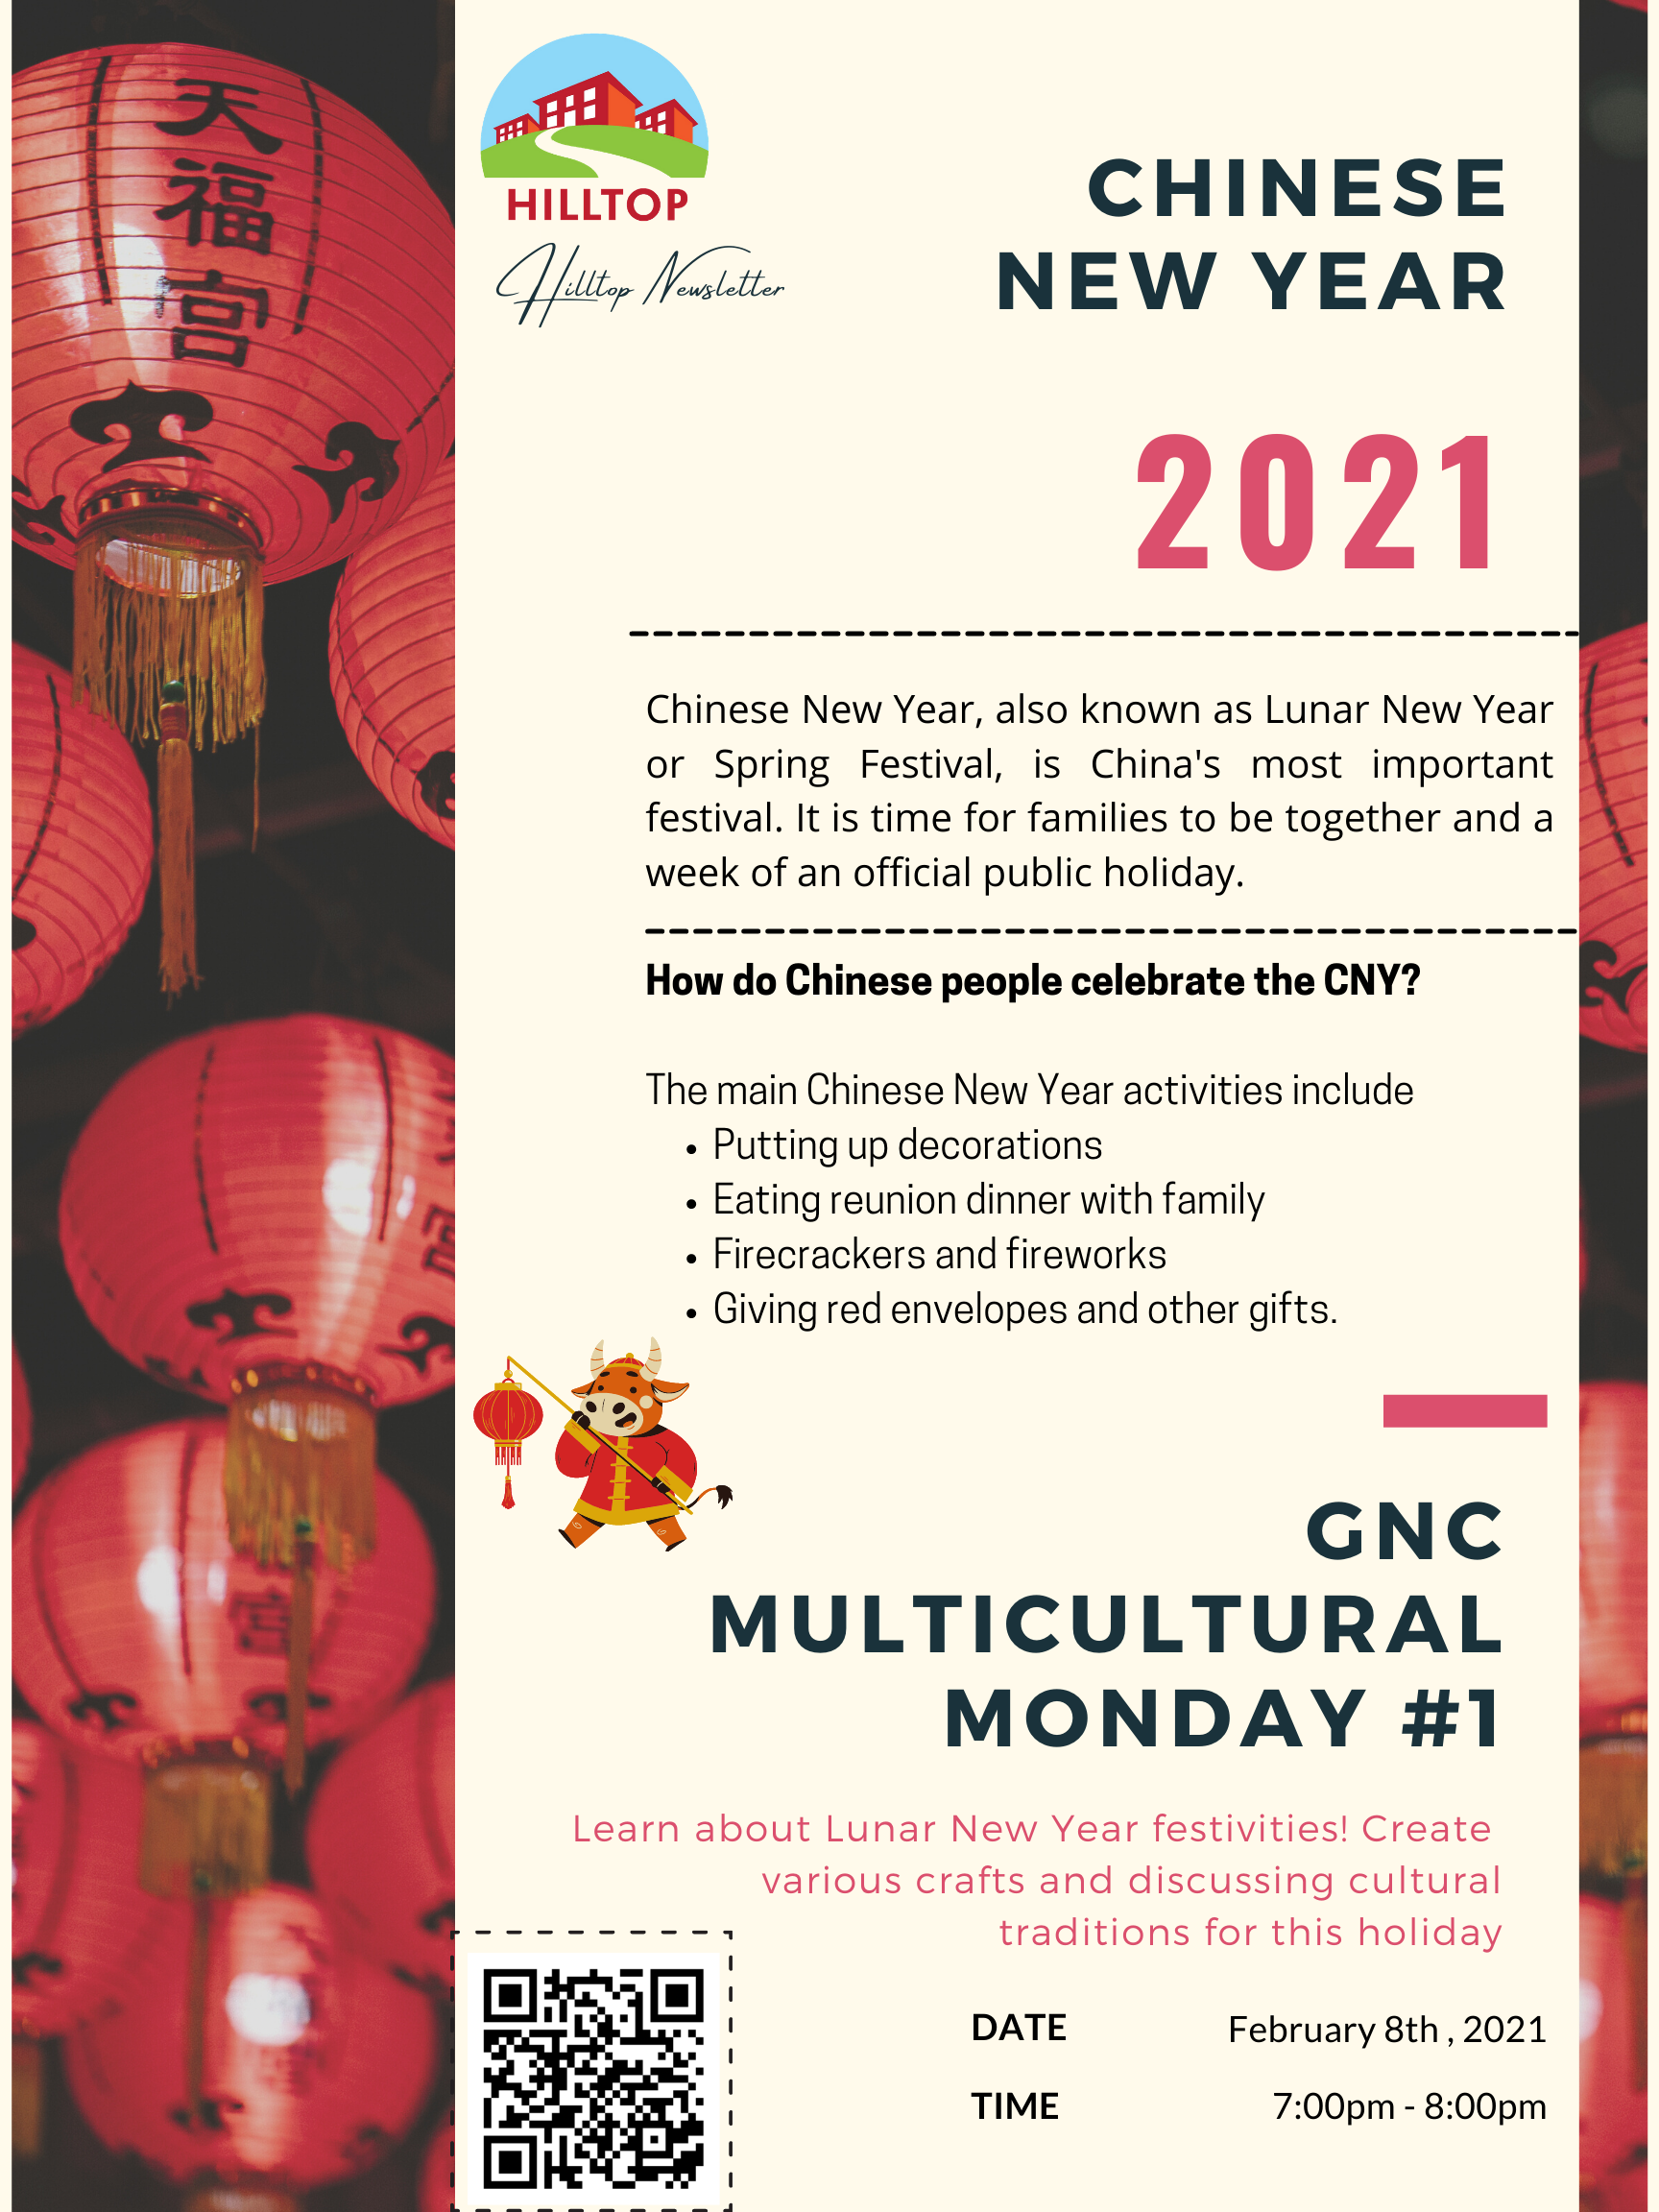 天
福
宮
HILLTOP
Hilltop Newsletter
CHINESE
NEW YEAR
2021
Chinese New Year, also known as Lunar New Year
or Spring Festival, is China's most important
festival. It is time for families to be together and a
week of an official public holiday.
How do Chinese people celebrate the CNY?
The main Chinese New Year activities include
• Putting up decorations
• Eating reunion dinner with family
• Firecrackers and fireworks
• Giving red envelopes and other gifts.
GNC
MULTICULTURAL
MONDAY #1
Learn about Lunar New Year festivities! Create
various crafts and discussing cultural
traditions for this holiday
DATE February 8th , 2021
TIME 7:00pm - 8:00pm